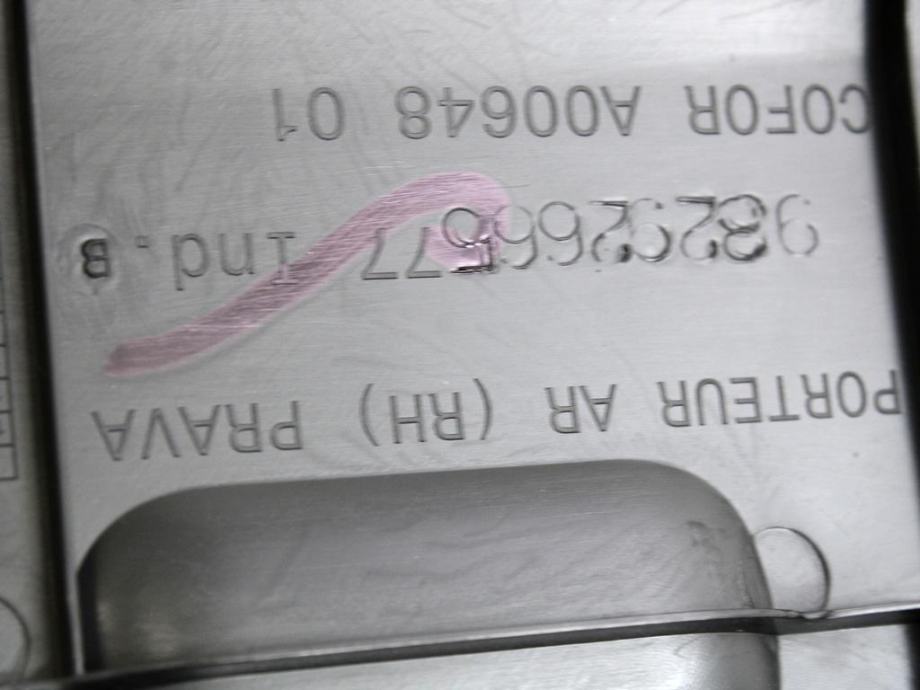 PORTEUR AR (RH) PRAVA
Ind.B
COFOR A00648 01